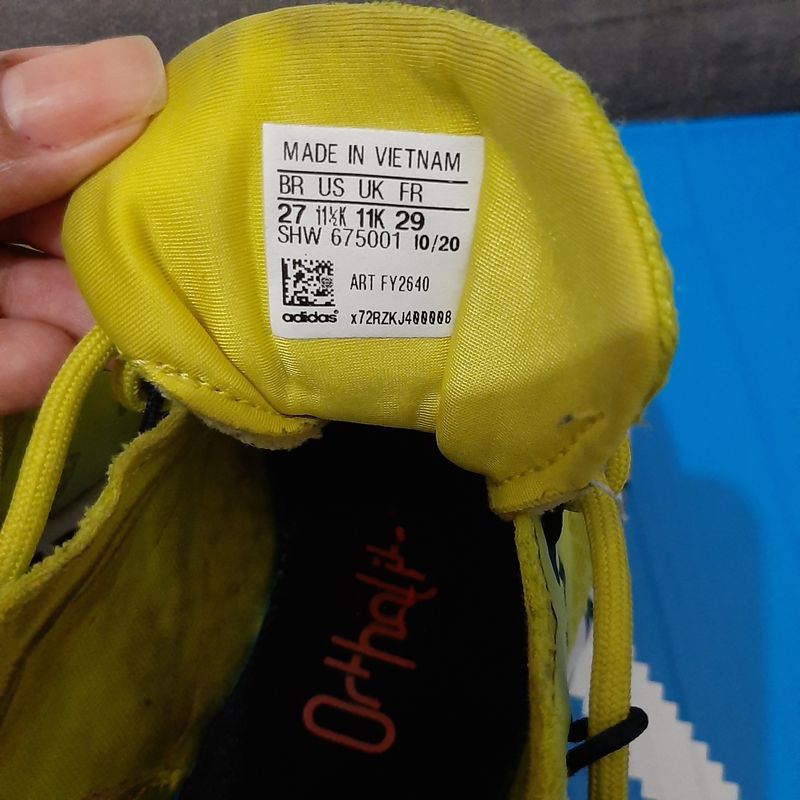 MADE IN VIETNAM
BR US UK FR
27 11½K 11K 29
SHW 675001 10/20
ART FY2640
adidas® x72RZKJ400008
Ortholite